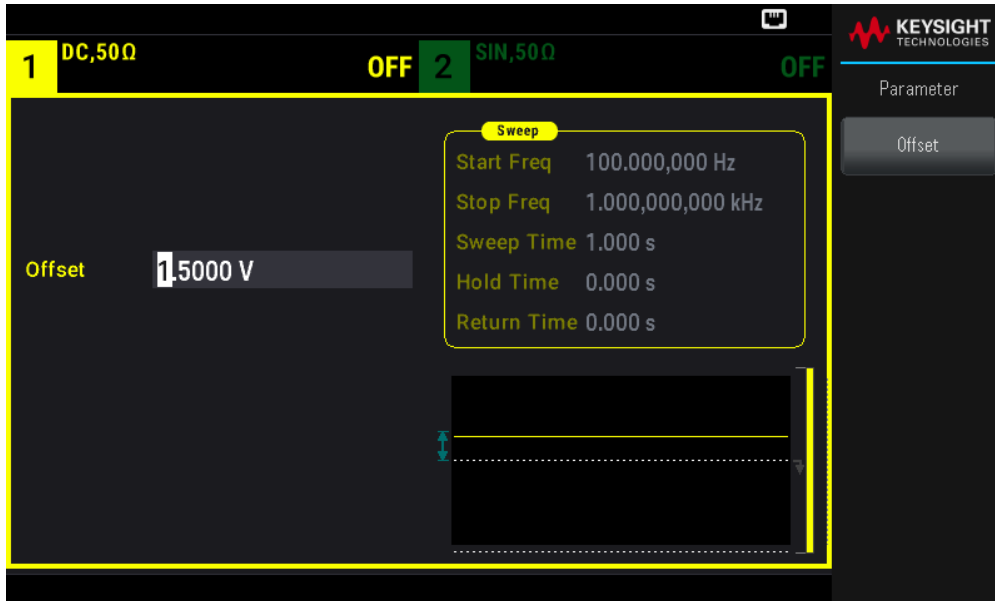 KEYSIGHT
TECHNOLOGIES
1 DC,50Ω OFF 2 SIN,50Ω OFF
Parameter
Offset
Sweep
Start Freq 100.000,000 Hz
Stop Freq 1.000,000,000 kHz
Sweep Time 1.000 s
Offset 1.5000 V
Hold Time 0.000 s
Return Time 0.000 s